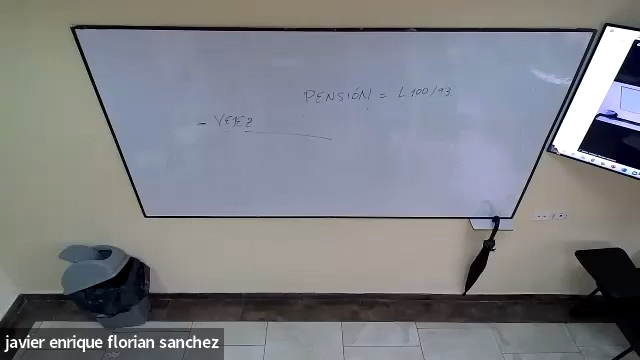 PENSIÓN = L 100/93
- VEJEZ
javier enrique florian sanchez